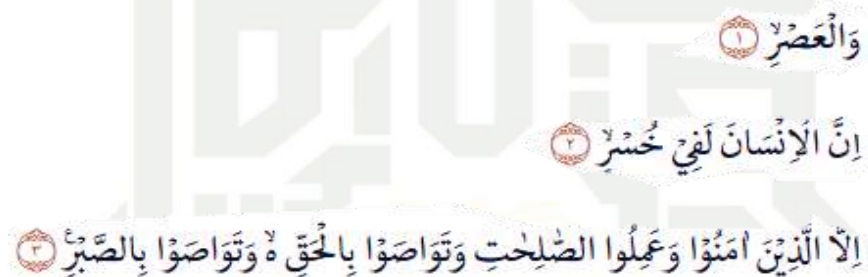 وَالْعَصْرِۙ ١
اِنَّ الْاِنْسَانَ لَفِيْ خُسْرٍۙ ٢
اِلَّا الَّذِيْنَ اٰمَنُوْا وَعَمِلُوا الصّٰلِحٰتِ وَتَوَاصَوْا بِالْحَقِّ ەۙ وَتَوَاصَوْا بِالصَّبْرِ ࣖ ٣